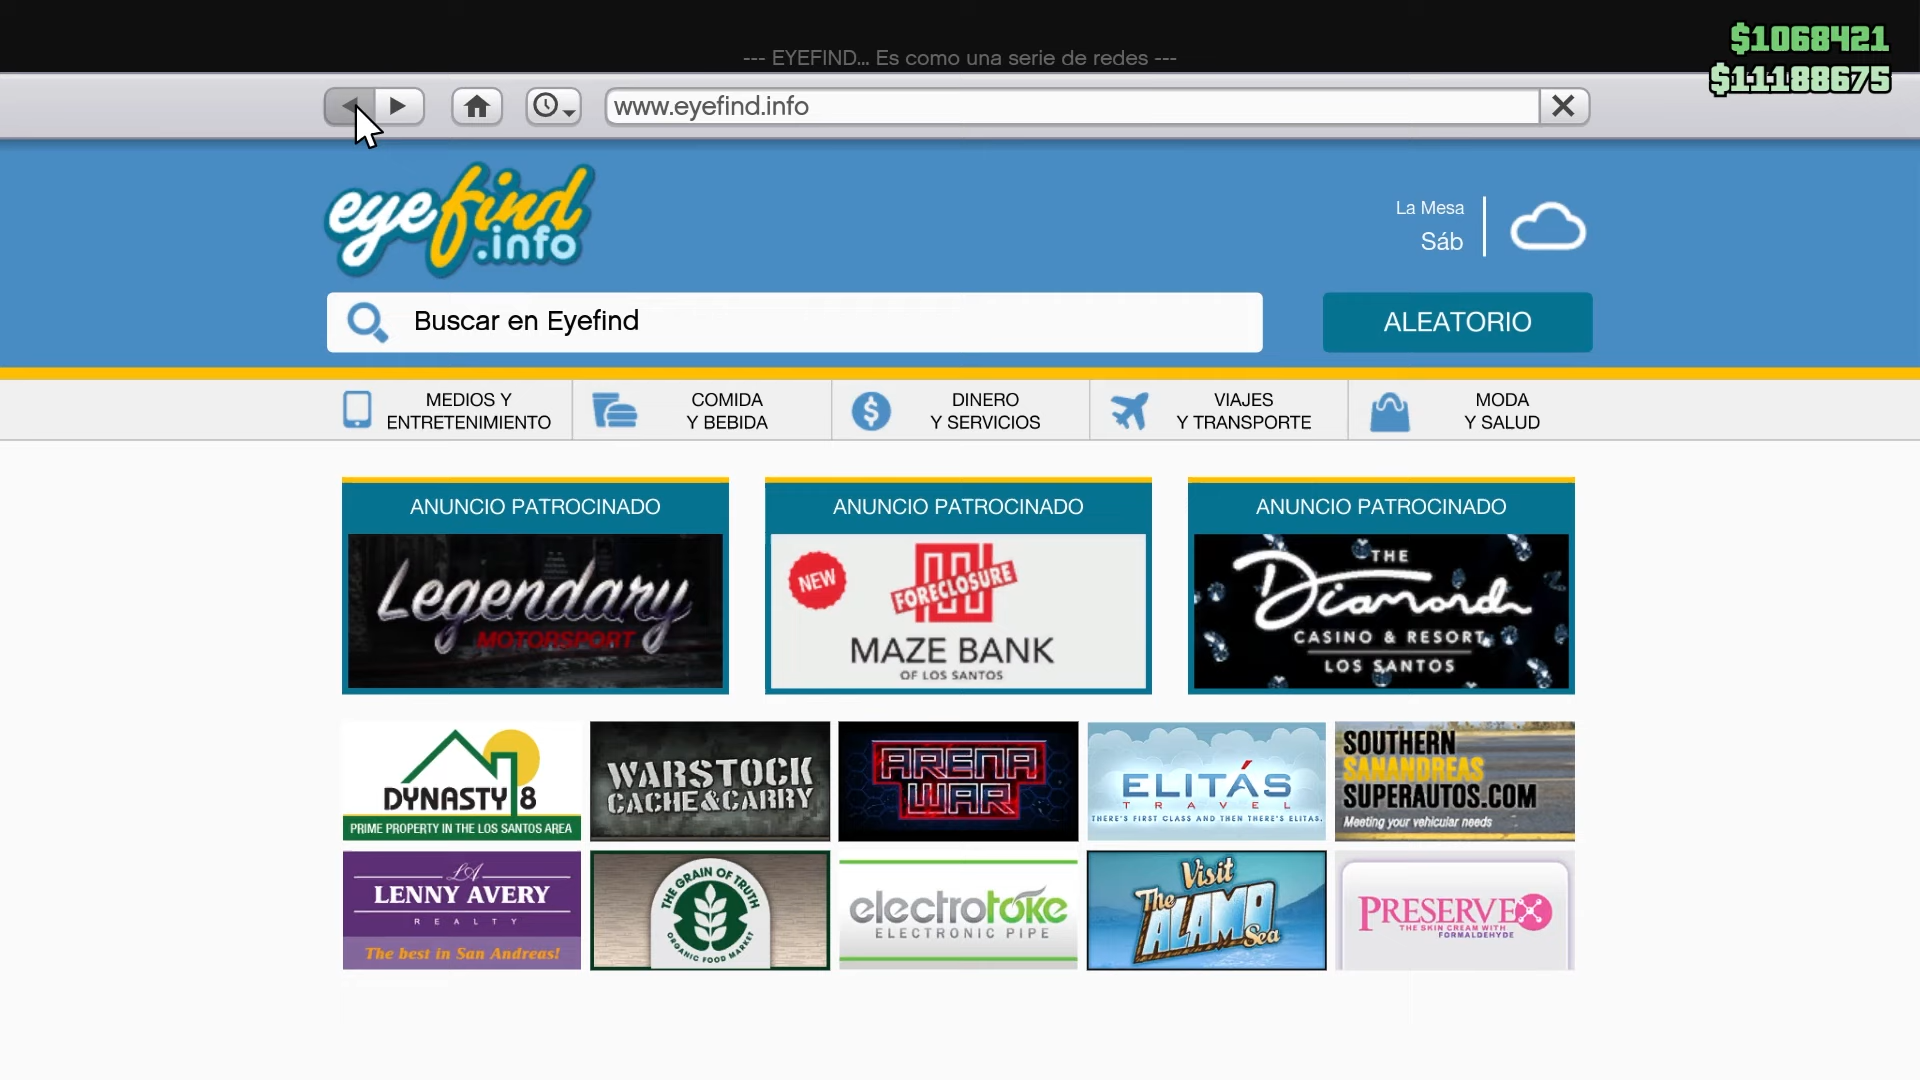 $1068421
--- EYEFIND... Es como una serie de redes ---
$11188675
www.eyefind.info
eyefind
.info
La Mesa
Sáb
Buscar en Eyefind
ALEATORIO
MEDIOS Y
ENTRETENIMIENTO
COMIDA
Y BEBIDA
DINERO
Y SERVICIOS
VIAJES
Y TRANSPORTE
MODA
Y SALUD
ANUNCIO PATROCINADO
Legendary
MOTORSPORT
ANUNCIO PATROCINADO
NEW
FORECLOSURE
MAZE BANK
OF LOS SANTOS
ANUNCIO PATROCINADO
THE
Diamond
CASINO & RESORT
LOS SANTOS
DYNASTY 8
PRIME PROPERTY IN THE LOS SANTOS AREA
WARSTOCK
CACHE&CARRY
ARENA
WAR
ELITÁS
TRAVEL
THERE'S FIRST CLASS AND THEN THERE'S ELITÁS.
SOUTHERN
SANANDREAS
SUPERAUTOS.COM
Meeting your vehicular needs
LA
LENNY AVERY
REALTY
The best in San Andreas!
THE GRAIN OF TRUTH
ORGANIC FOOD MARKET
electrotoke
ELECTRONIC PIPE
Visit
The
ALAMO
Sea
PRESERVEX
THE SKIN CREAM WITH
FORMALDEHYDE